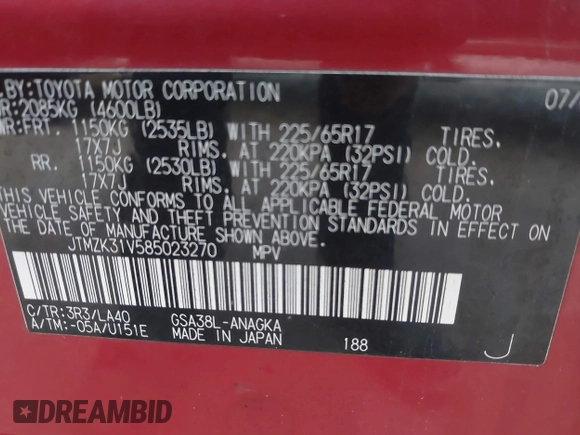 BY:TOYOTA MOTOR CORPORATION 07/
R:2085KG (4600LB)
WR:FRT. 1150KG (2535LB) WITH 225/65R17 TIRES,
17X7J RIMS, AT 220KPA (32PSI) COLD.
RR. 1150KG (2530LB) WITH 225/65R17 TIRES,
17X7J RIMS, AT 220KPA (32PSI) COLD.
THIS VEHICLE CONFORMS TO ALL APPLICABLE FEDERAL MOTOR
VEHICLE SAFETY AND THEFT PREVENTION STANDARDS IN EFFECT ON
THE DATE OF MANUFACTURE SHOWN ABOVE.
JTMZK31V585023270 MPV
C/TR:3R3/LA40 GSA38L-ANAGKA
A/TM:-05A/U151E MADE IN JAPAN 188 J
DREAMBID